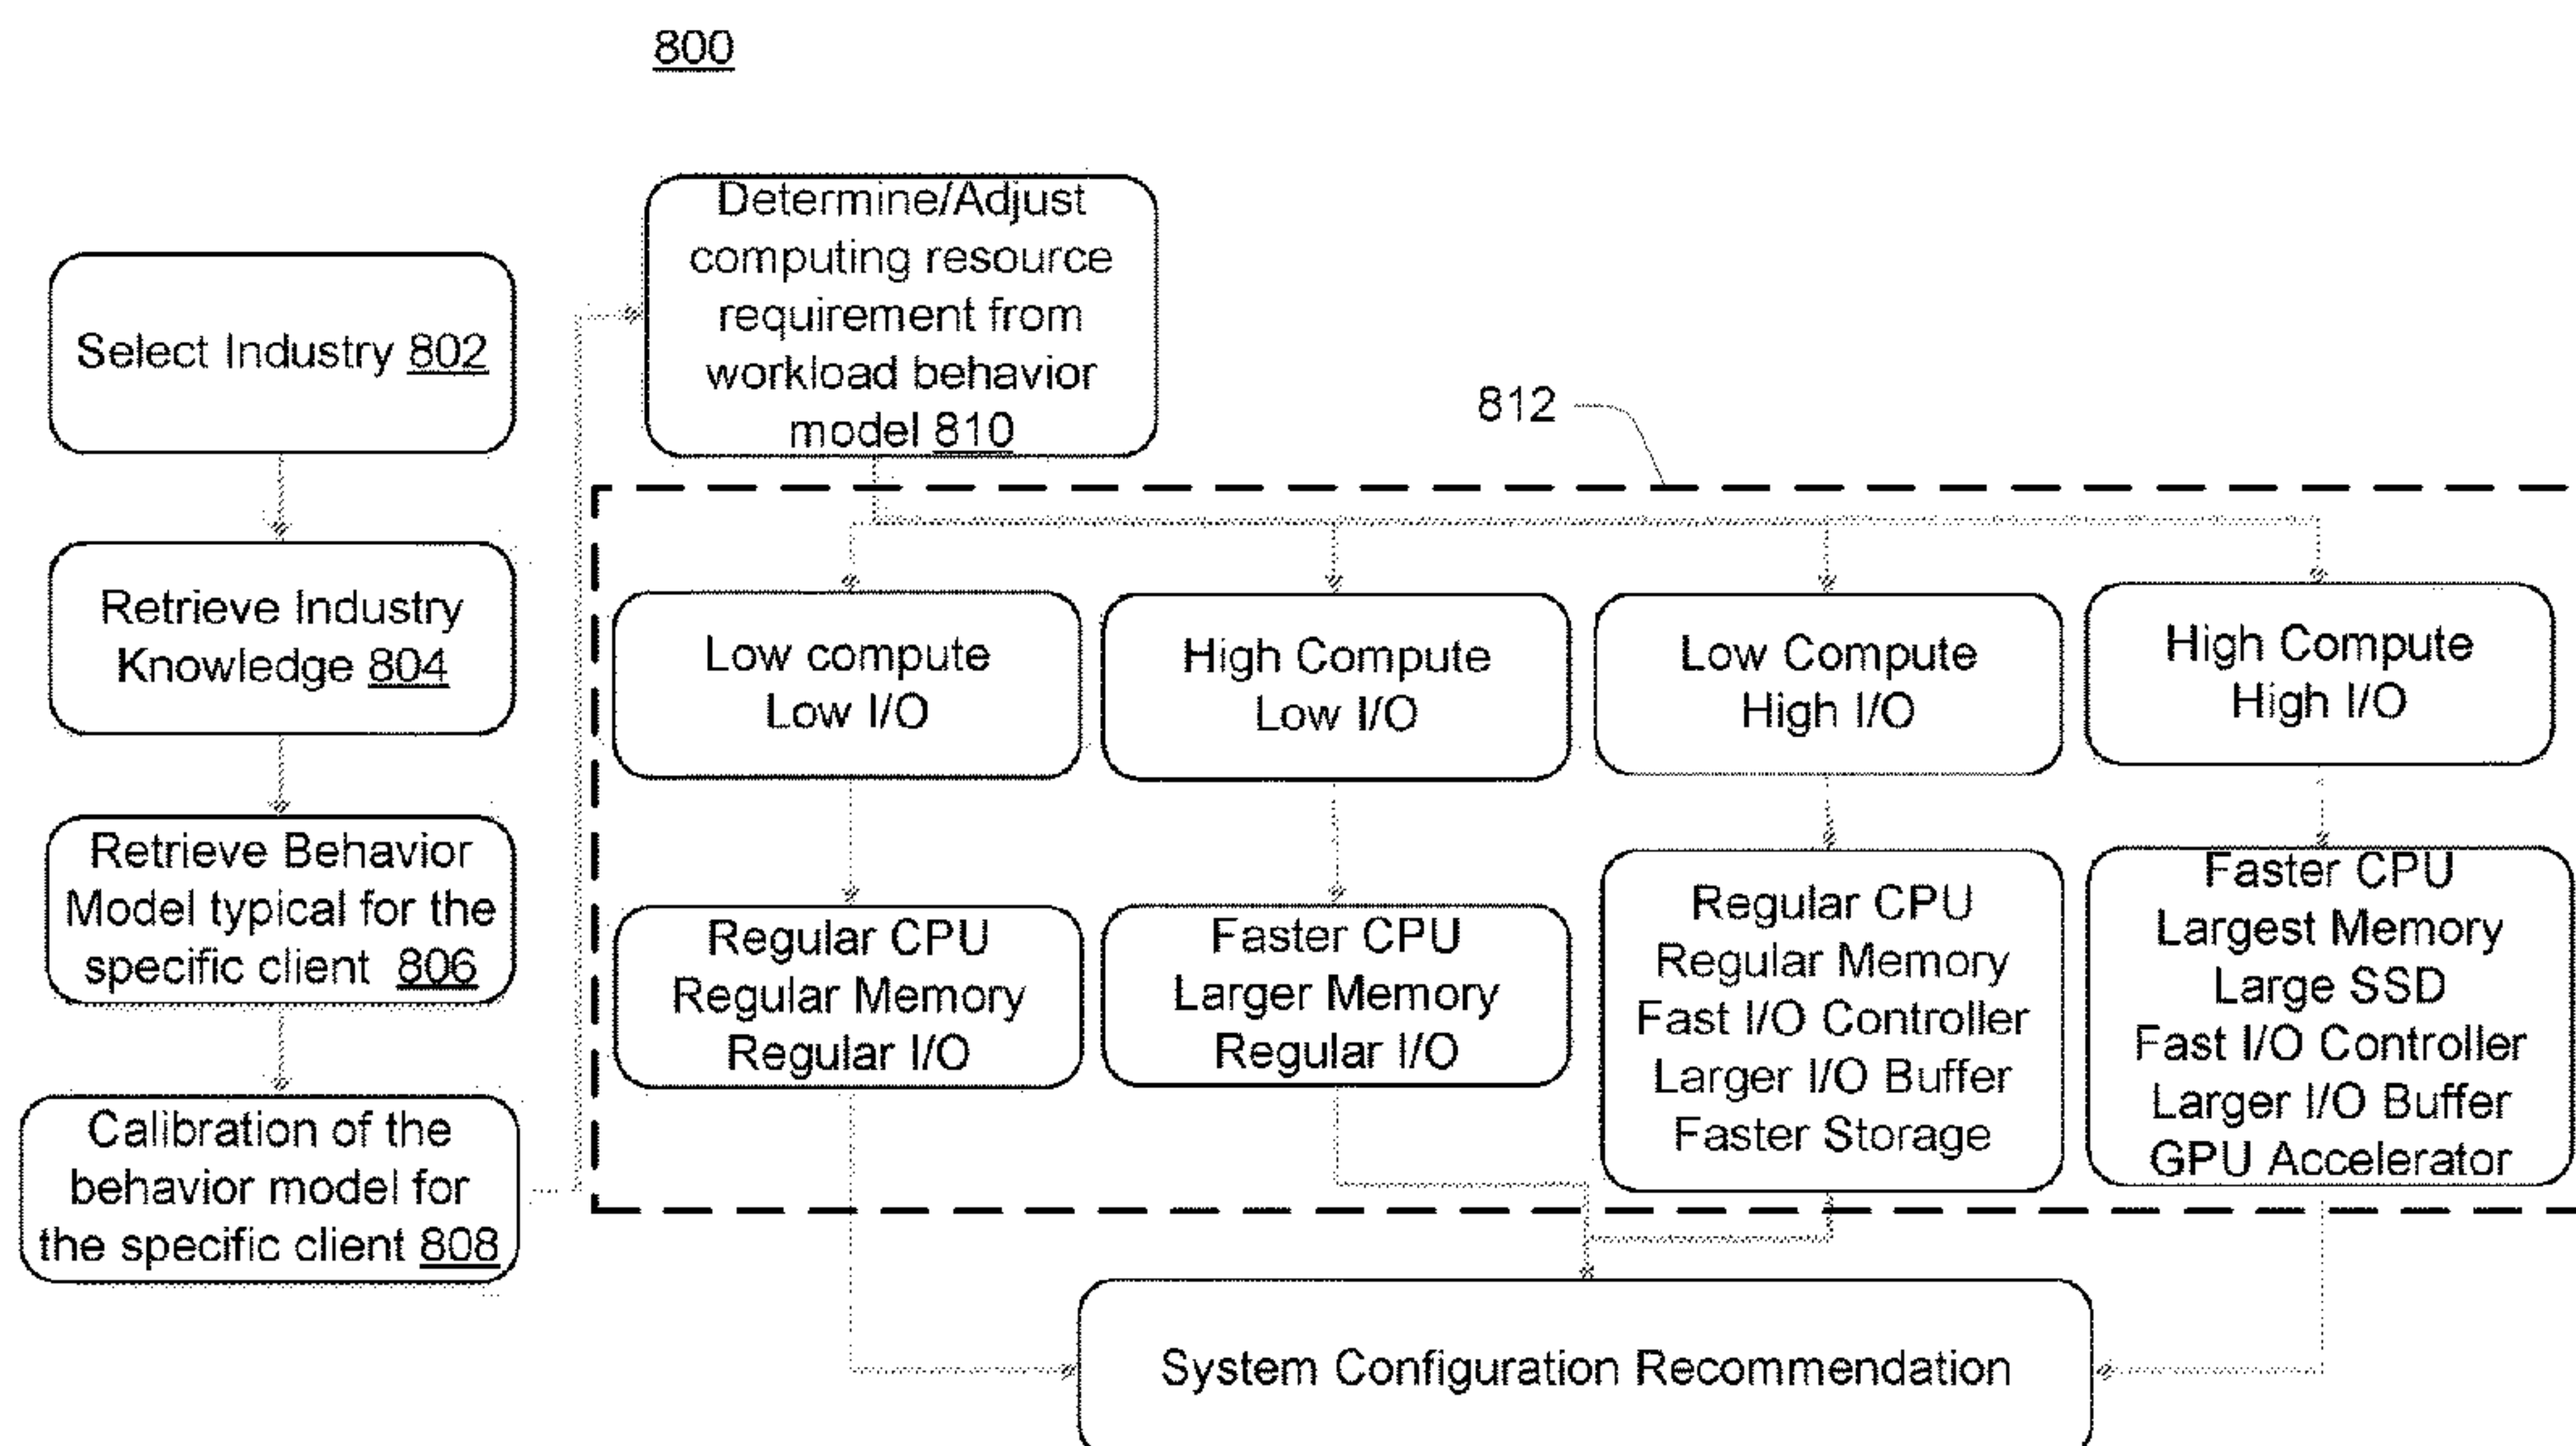 800
Select Industry 802
Retrieve Industry
Knowledge 804
Retrieve Behavior
Model typical for the
specific client 806
Calibration of the
behavior model for
the specific client 808
Determine/Adjust
computing resource
requirement from
workload behavior
model 810
812
Low compute
Low I/O
High Compute
Low I/O
Low Compute
High I/O
High Compute
High I/O
Regular CPU
Regular Memory
Regular I/O
Faster CPU
Larger Memory
Regular I/O
Regular CPU
Regular Memory
Fast I/O Controller
Larger I/O Buffer
Faster Storage
Faster CPU
Largest Memory
Large SSD
Fast I/O Controller
Larger I/O Buffer
GPU Accelerator
System Configuration Recommendation